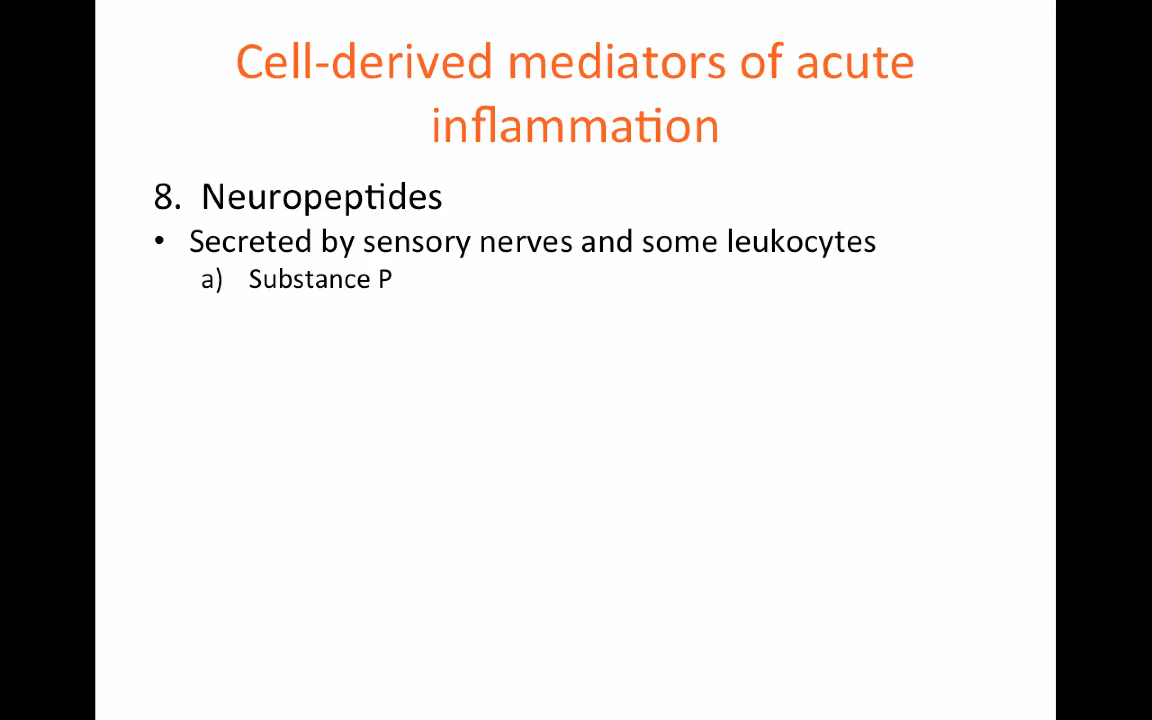 Cell-derived mediators of acute
inflammation
8. Neuropeptides
• Secreted by sensory nerves and some leukocytes
a) Substance P